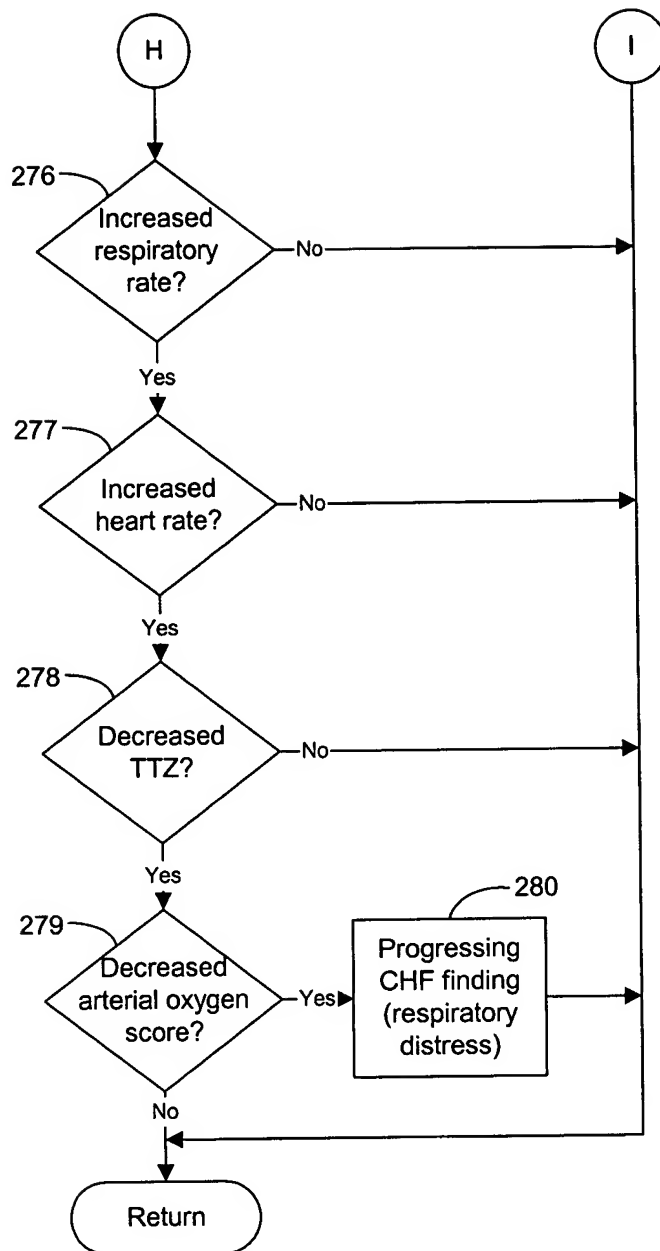 H
I
276
Increased
respiratory
rate?
No
Yes
277
Increased
heart rate?
No
Yes
278
Decreased
TTZ?
No
Yes
279
Decreased
arterial oxygen
score?
Yes
280
Progressing
CHF finding
(respiratory
distress)
No
Return